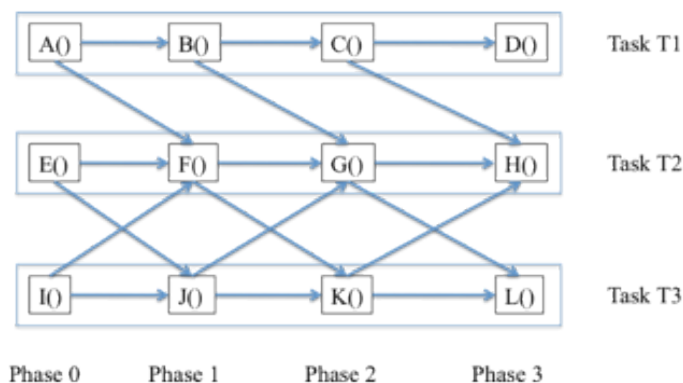 A() B() C() D() Task T1
E() F() G() H() Task T2
I() J() K() L() Task T3
Phase 0 Phase 1 Phase 2 Phase 3